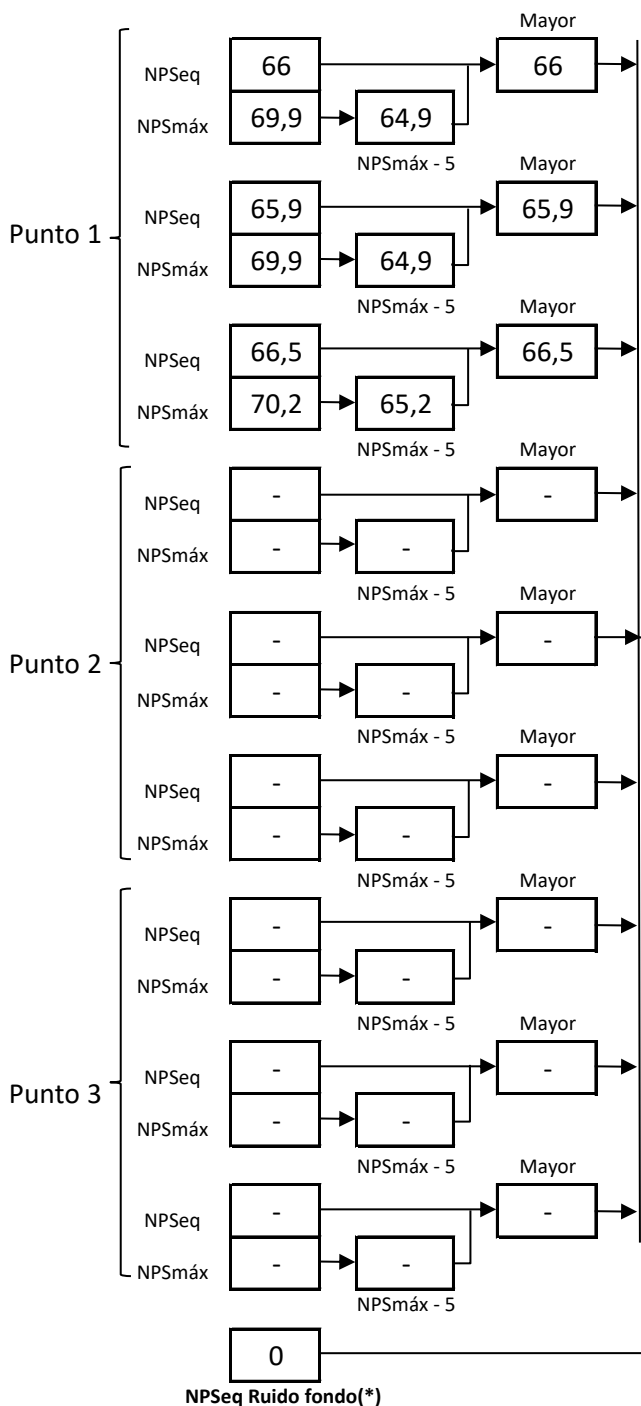 Mayor
NPSeq 66 66
NPSmáx 69,9 64,9
NPSmáx - 5 Mayor
Punto 1
NPSeq 65,9 65,9
NPSmáx 69,9 64,9
NPSmáx - 5 Mayor
NPSeq 66,5 66,5
NPSmáx 70,2 65,2
NPSmáx - 5 Mayor
NPSeq - -
NPSmáx - -
NPSmáx - 5 Mayor
Punto 2
NPSeq - -
NPSmáx - -
NPSmáx - 5 Mayor
NPSeq - -
NPSmáx - -
NPSmáx - 5 Mayor
NPSeq - -
NPSmáx - -
NPSmáx - 5 Mayor
Punto 3
NPSeq - -
NPSmáx - -
NPSmáx - 5 Mayor
NPSeq - -
NPSmáx - -
NPSmáx - 5
0
NPSeq Ruido fondo(*)